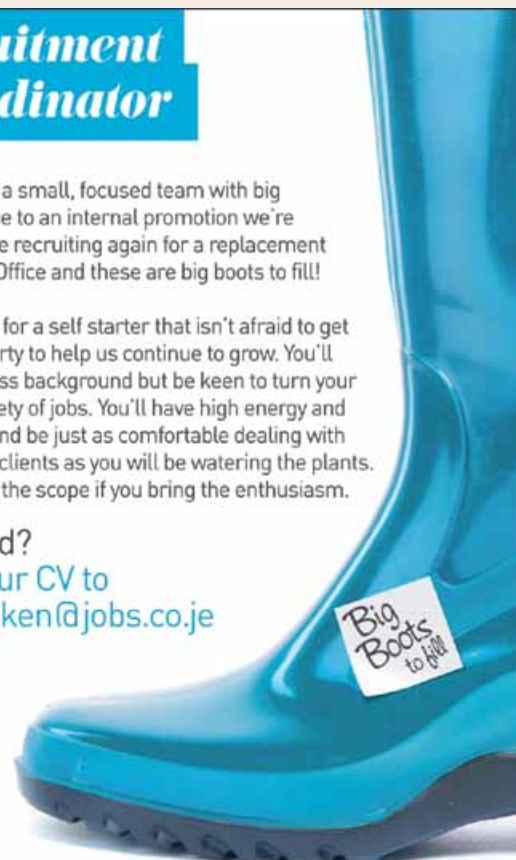 uitment
dinator
a small, focused team with big
e to an internal promotion we're
e recruiting again for a replacement
Office and these are big boots to fill!
for a self starter that isn't afraid to get
rty to help us continue to grow. You'll
ss background but be keen to turn your
ety of jobs. You'll have high energy and
nd be just as comfortable dealing with
clients as you will be watering the plants.
the scope if you bring the enthusiasm.
d?
ur CV to
ken@jobs.co.je
Big
Boots
to fill